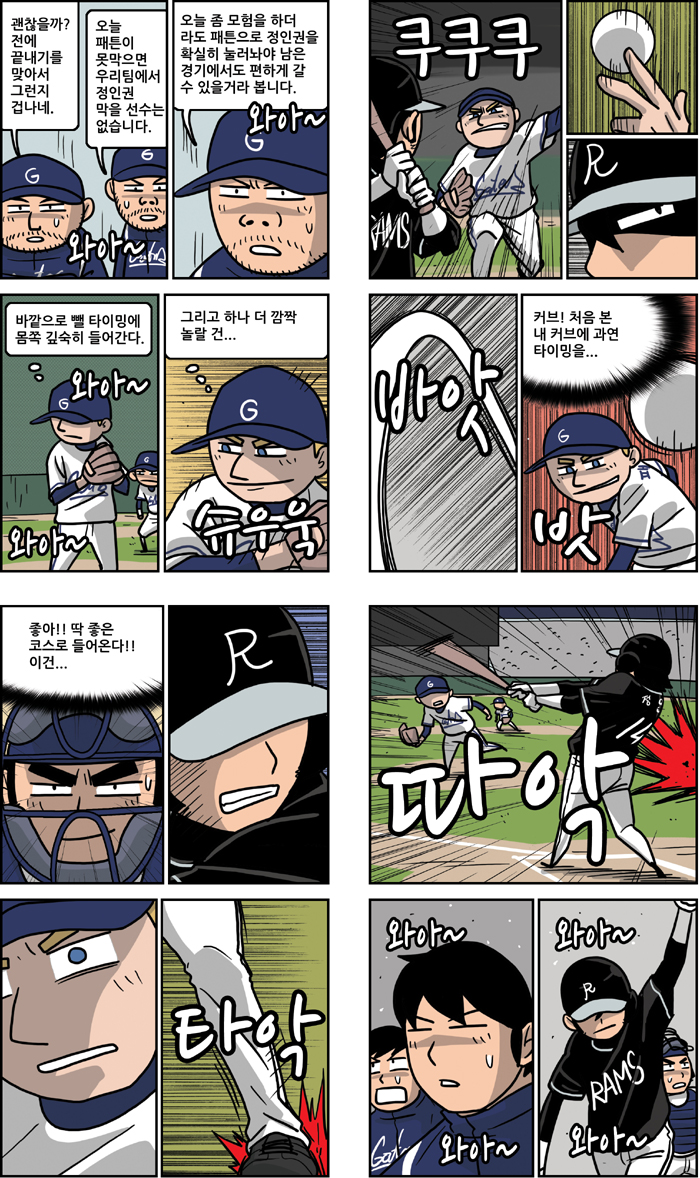 괜찮을까?
전에
끝내기를
맞아서
그런지
겁나네.
오늘
패튼이
못막으면
우리팀에서
정인권
막을 선수는
없습니다.
G
G
와아~
오늘 좀 모험을 하더
라도 패튼으로 정인권을
확실히 눌러놔야 남은
경기에서도 편하게 갈
수 있을거라 봅니다.
와아~
G
쿠쿠쿠
RAMS
R
바깥으로 뺄 타이밍에
몸쪽 깊숙히 들어간다.
와아~
G
와아~
그리고 하나 더 깜짝
놀랄 건...
G
슈우욱
바앗
커브! 처음 본
내 커브에 과연
타이밍을...
G
밧
좋아!! 딱 좋은
코스로 들어온다!!
이건...
R
G
따악
타악
와아~
와아~
와아~
R
RAMS
와아~